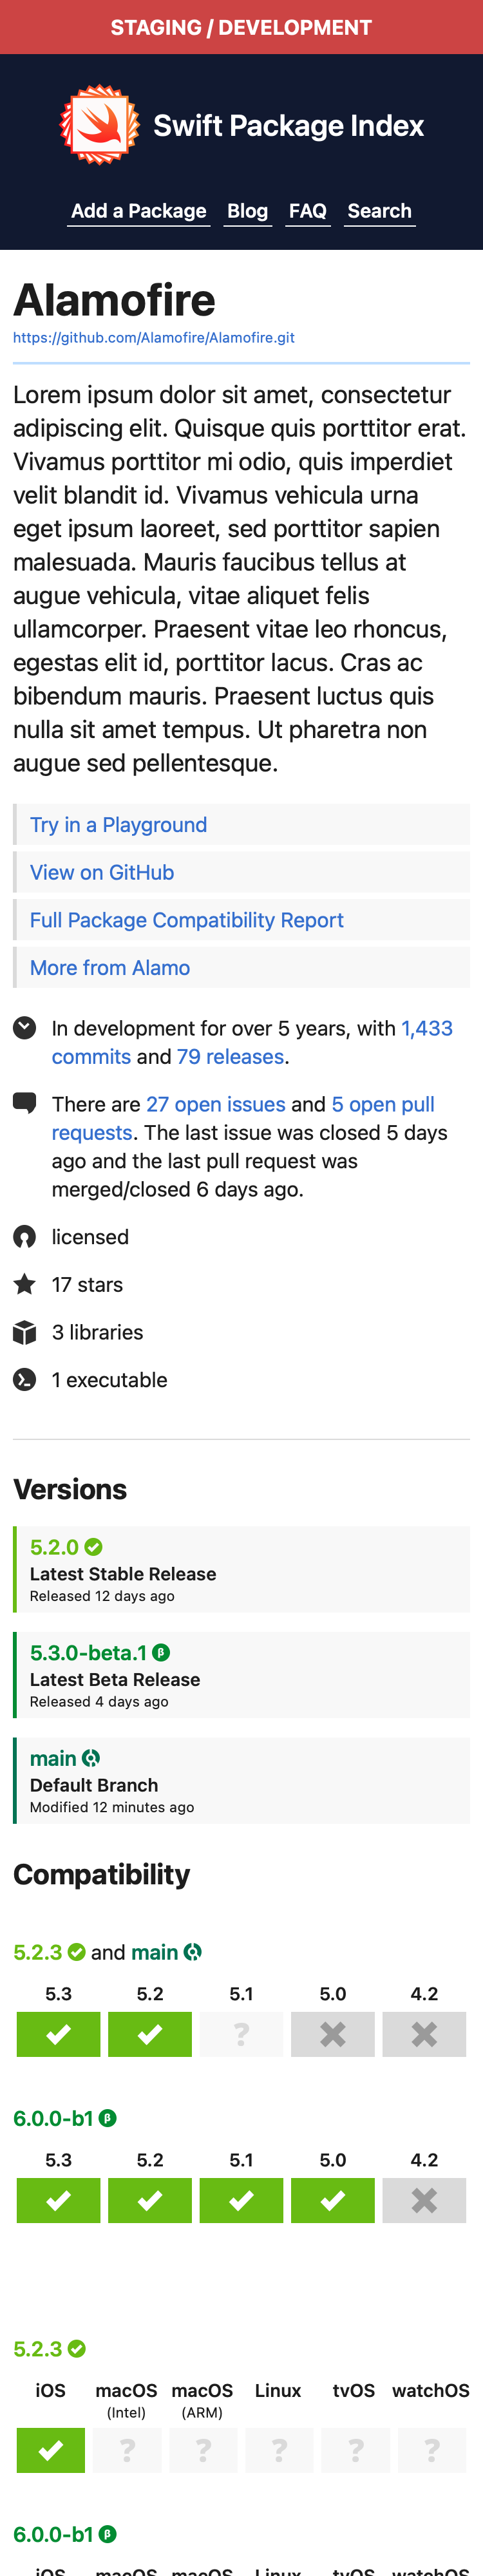 STAGING / DEVELOPMENT
Swift Package Index
Add a Package Blog FAQ Search
Alamofire
https://github.com/Alamofire/Alamofire.git
Lorem ipsum dolor sit amet, consectetur
adipiscing elit. Quisque quis porttitor erat.
Vivamus porttitor mi odio, quis imperdiet
velit blandit id. Vivamus vehicula urna
eget ipsum laoreet, sed porttitor sapien
malesuada. Mauris faucibus tellus at
augue vehicula, vitae aliquet felis
ullamcorper. Praesent vitae leo rhoncus,
egestas elit id, porttitor lacus. Cras ac
bibendum mauris. Praesent luctus quis
nulla sit amet tempus. Ut pharetra non
augue sed pellentesque.
Try in a Playground
View on GitHub
Full Package Compatibility Report
More from Alamo
In development for over 5 years, with 1,433
commits and 79 releases.
There are 27 open issues and 5 open pull
requests. The last issue was closed 5 days
ago and the last pull request was
merged/closed 6 days ago.
licensed
17 stars
3 libraries
1 executable
Versions
5.2.0
Latest Stable Release
Released 12 days ago
5.3.0-beta.1 β
Latest Beta Release
Released 4 days ago
main
Default Branch
Modified 12 minutes ago
Compatibility
5.2.3 and main
5.3 5.2 5.1 5.0 4.2
?
6.0.0-b1 β
5.3 5.2 5.1 5.0 4.2
5.2.3
iOS macOS macOS Linux tvOS watchOS
(Intel) (ARM)
? ? ? ? ?
6.0.0-b1 β
iOS macOS macOS Linux tvOS watchOS